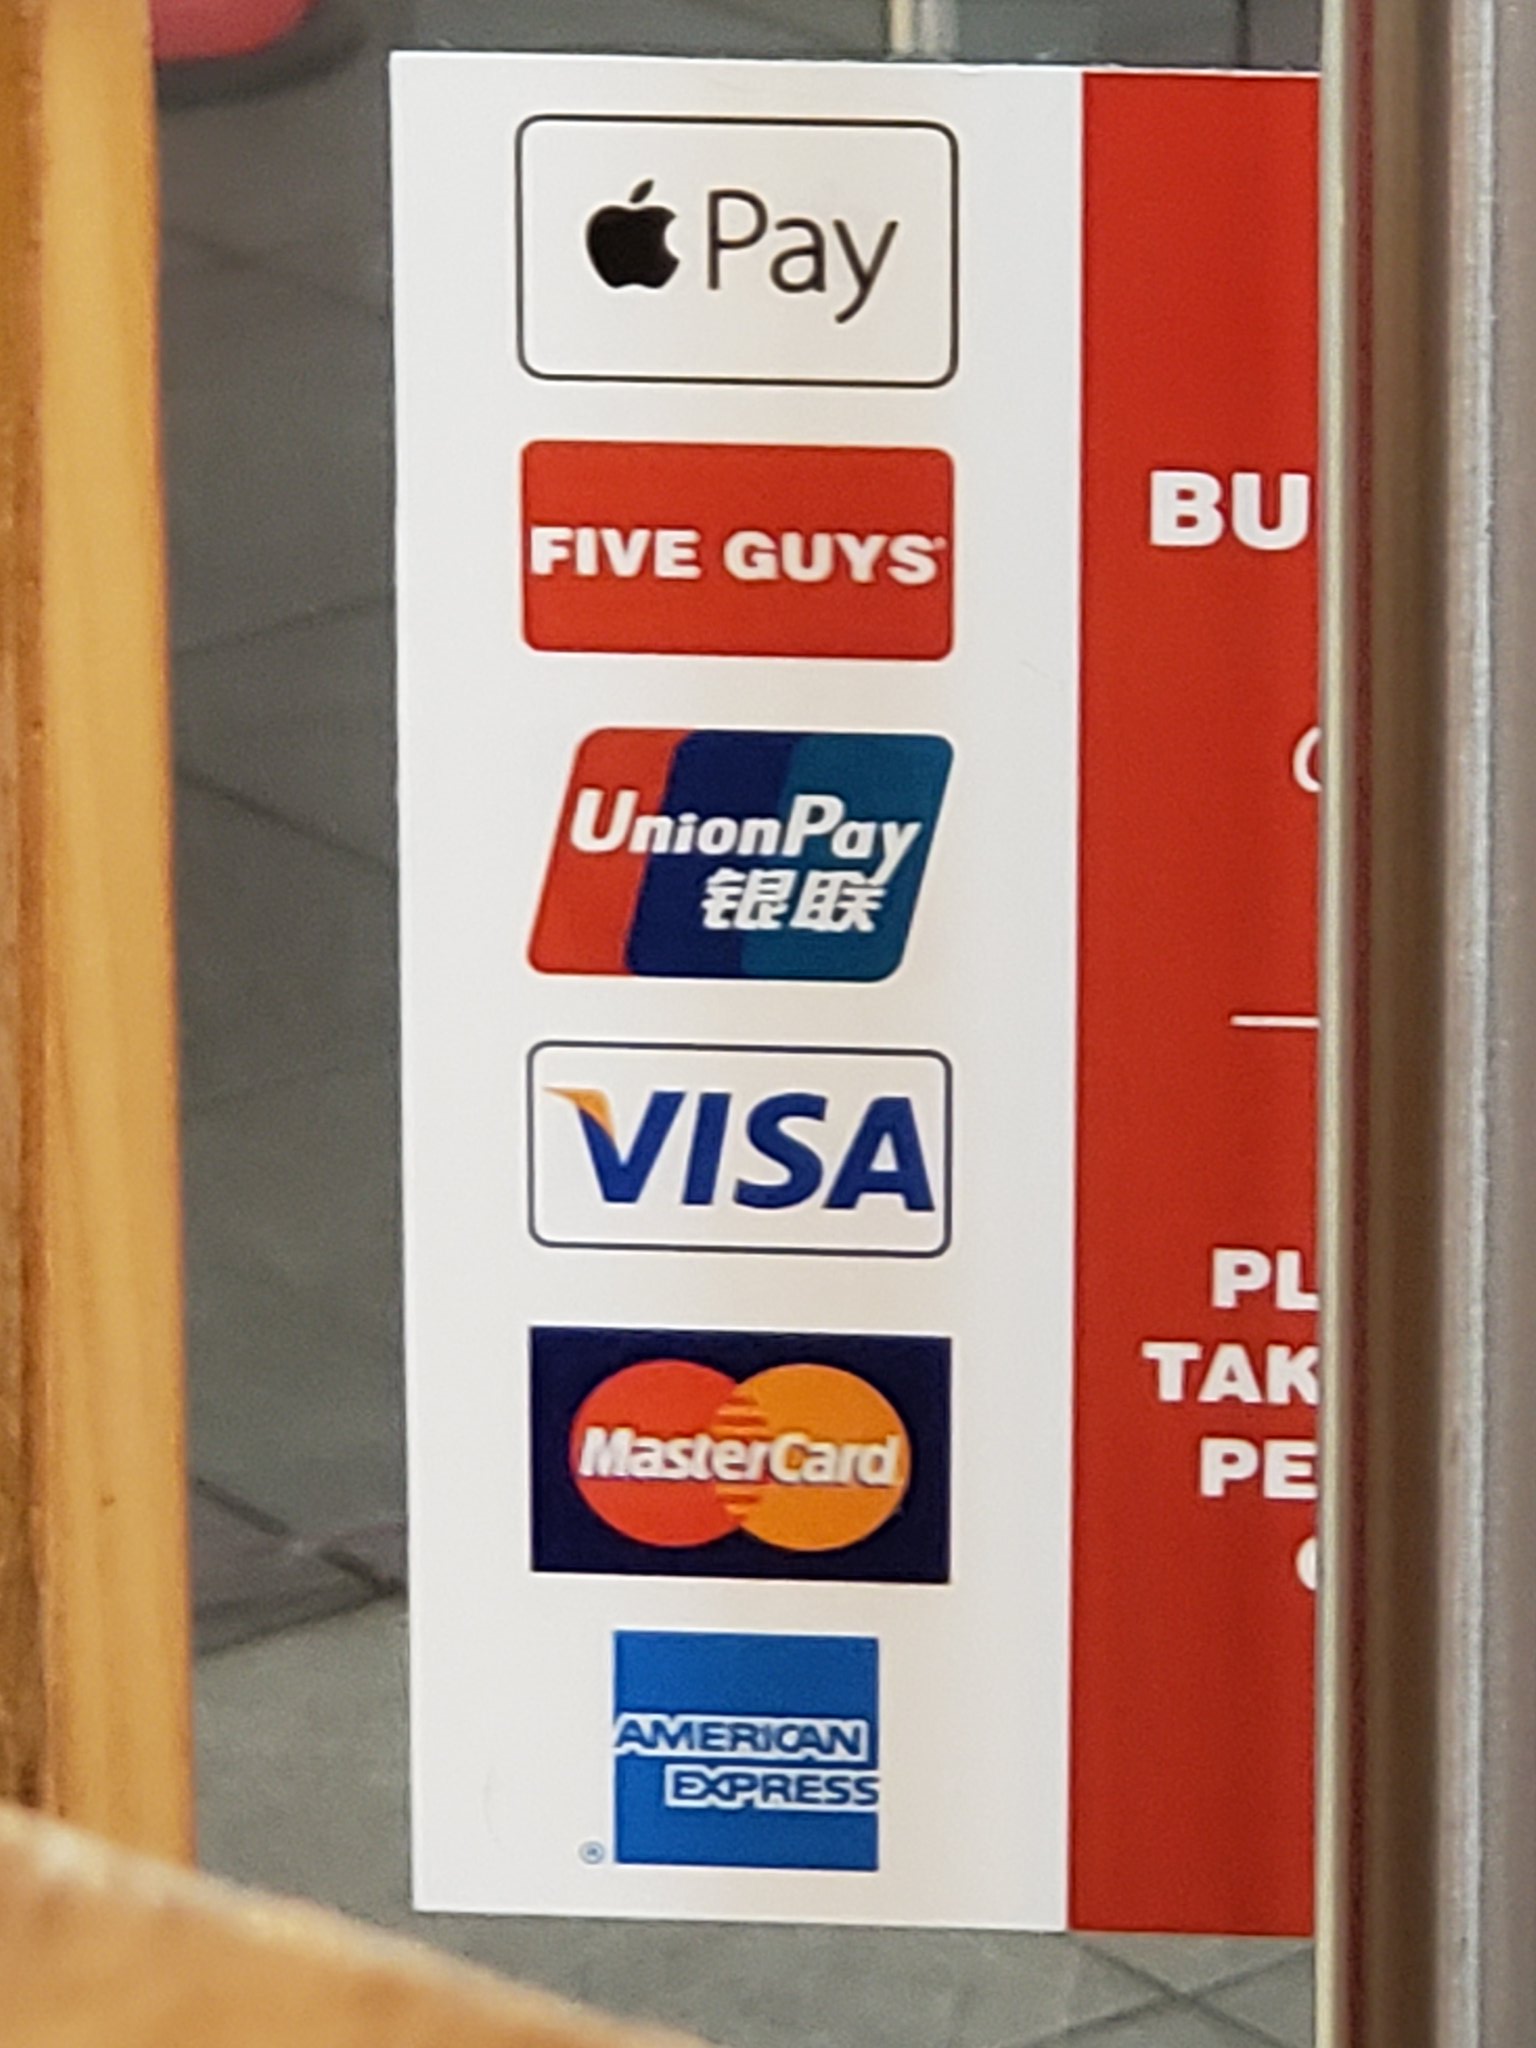 Pay
FIVE GUYS
UnionPay
银联
VISA
MasterCard
AMERICAN
EXPRESS
®
BU
PL
TAK
PE